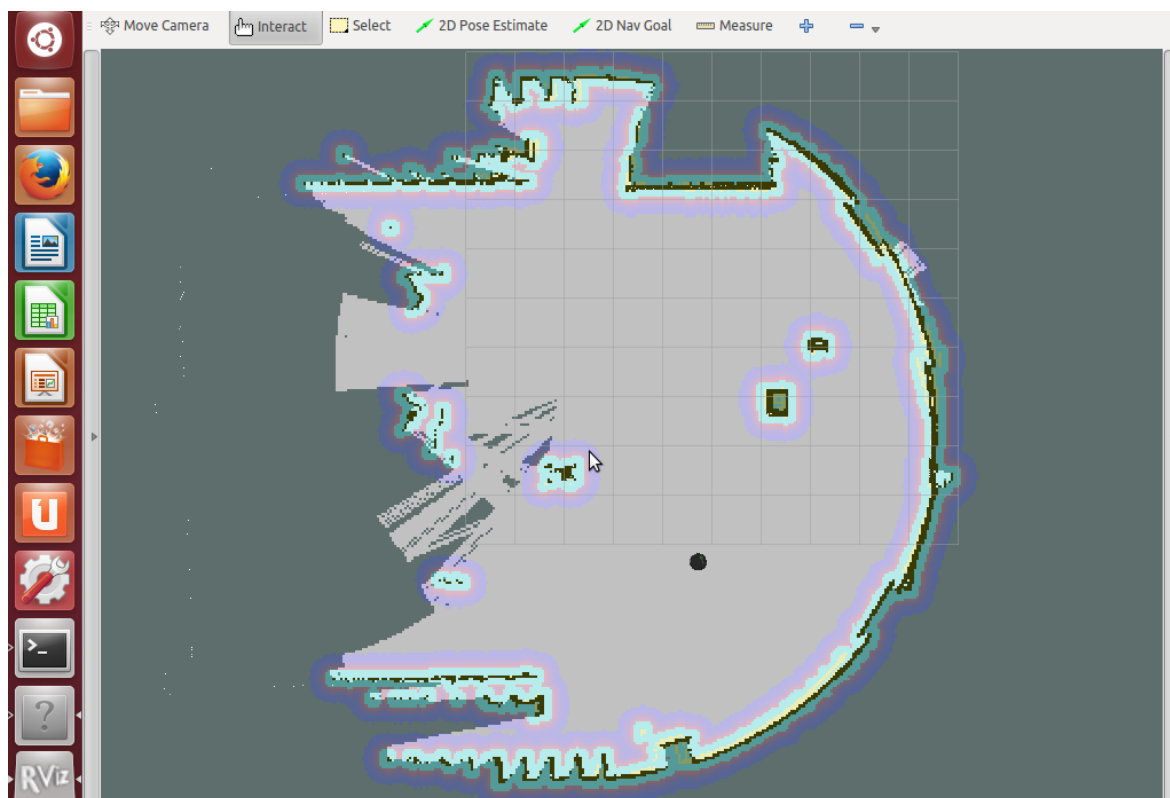 Move Camera Interact Select 2D Pose Estimate 2D Nav Goal Measure
>_
?
RViz